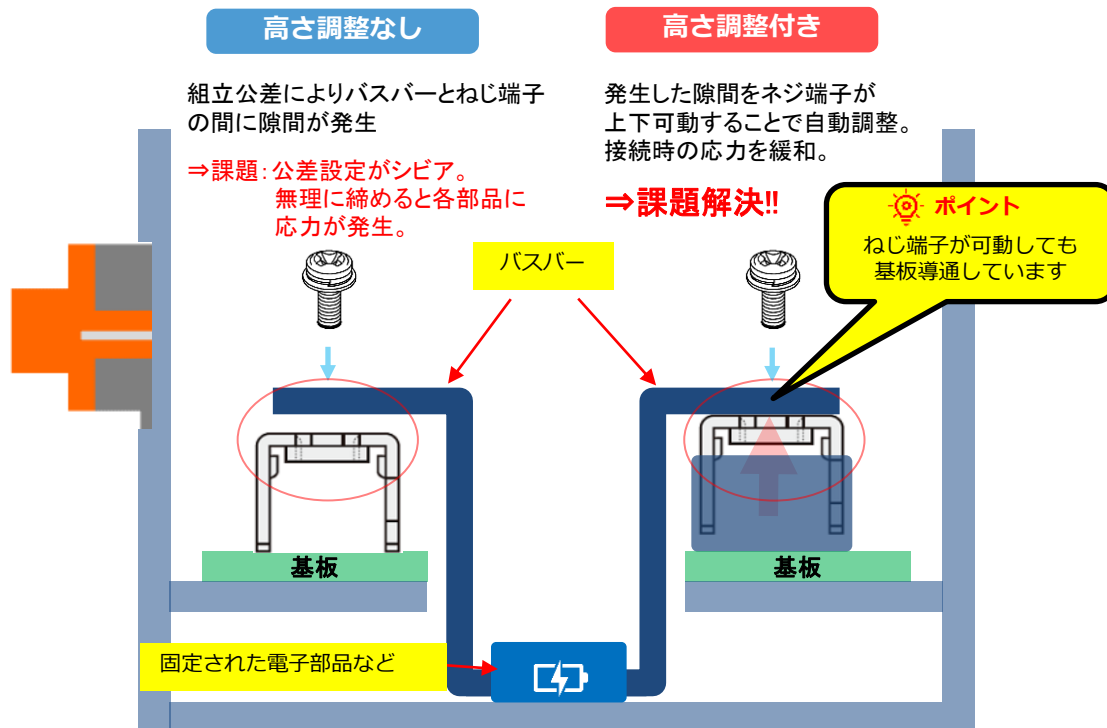 高さ調整なし
組立公差によりバスバーとねじ端子
の間に隙間が発生
⇒課題：公差設定がシビア。
無理に締めると各部品に
応力が発生。
高さ調整付き
発生した隙間をネジ端子が
上下可動することで自動調整。
接続時の応力を緩和。
⇒課題解決!!
ポイント
ねじ端子が可動しても
基板導通しています
バスバー
基板
基板
固定された電子部品など